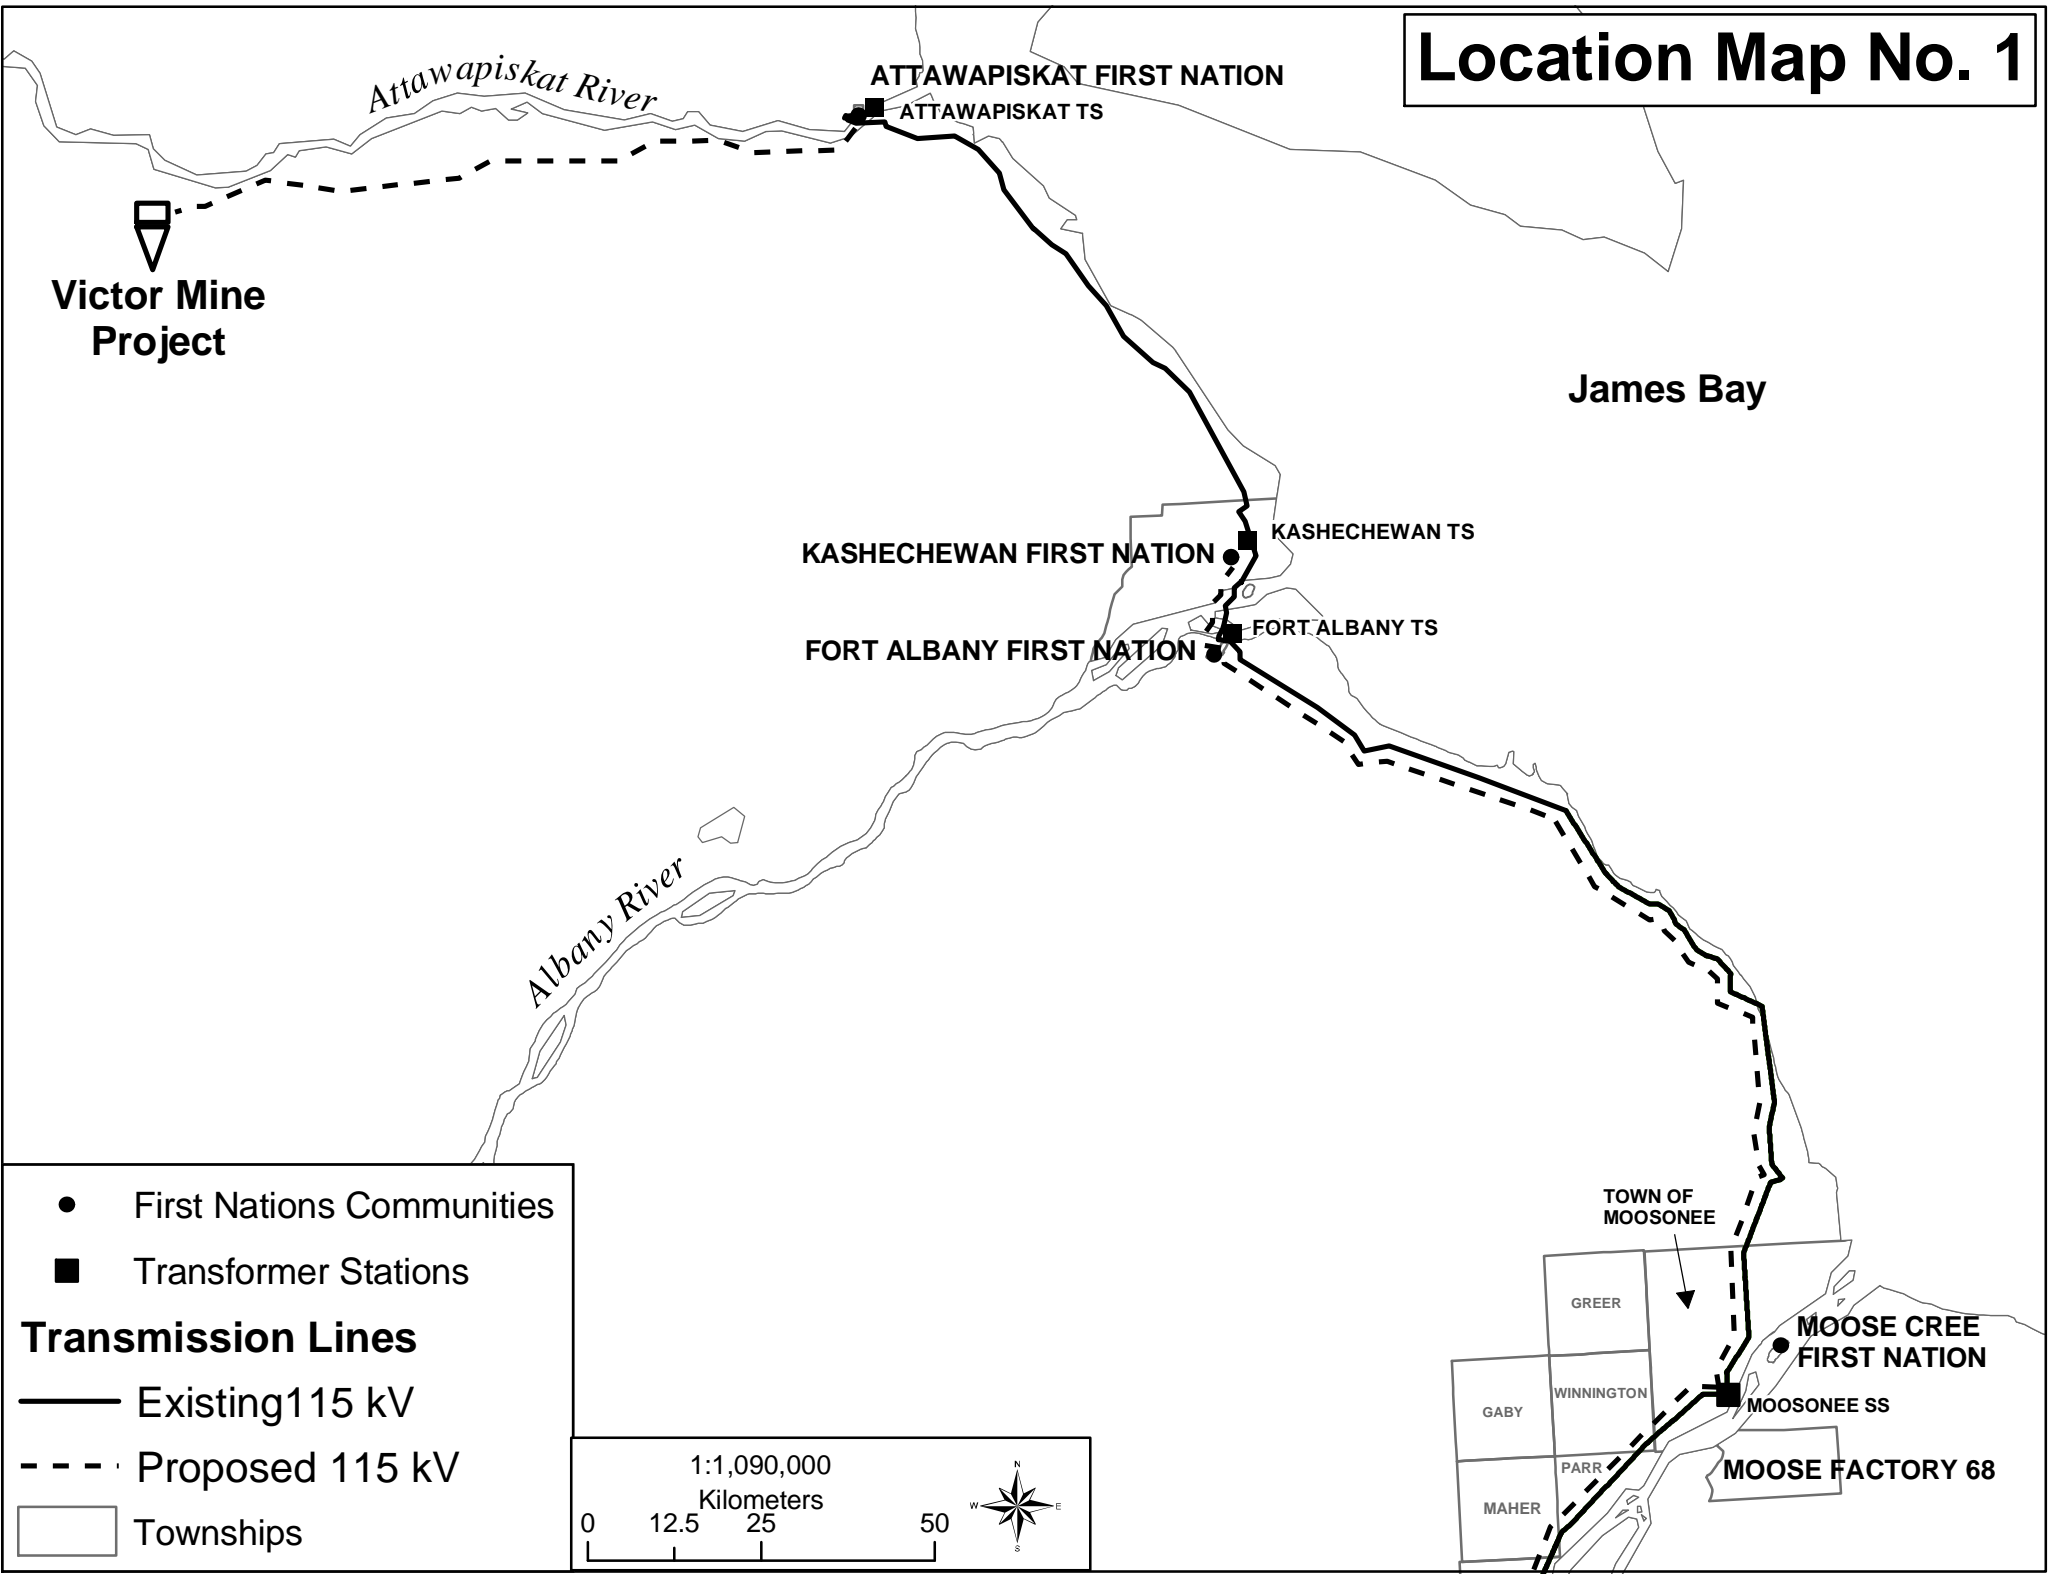 Location Map No. 1
Attawapiskat River
ATTAWAPISKAT FIRST NATION
ATTAWAPISKAT TS
Victor Mine
Project
James Bay
KASHECHEWAN TS
KASHECHEWAN FIRST NATION
FORT ALBANY TS
FORT ALBANY FIRST NATION
Albany River
TOWN OF
MOOSONEE
GREER
MOOSE CREE
FIRST NATION
WINNINGTON
GABY
MOOSONEE SS
PARR
MOOSE FACTORY 68
MAHER
First Nations Communities
Transformer Stations
Transmission Lines
Existing115 kV
Proposed 115 kV
Townships
1:1,090,000
Kilometers
0 12.5 25 50
N
W E
S